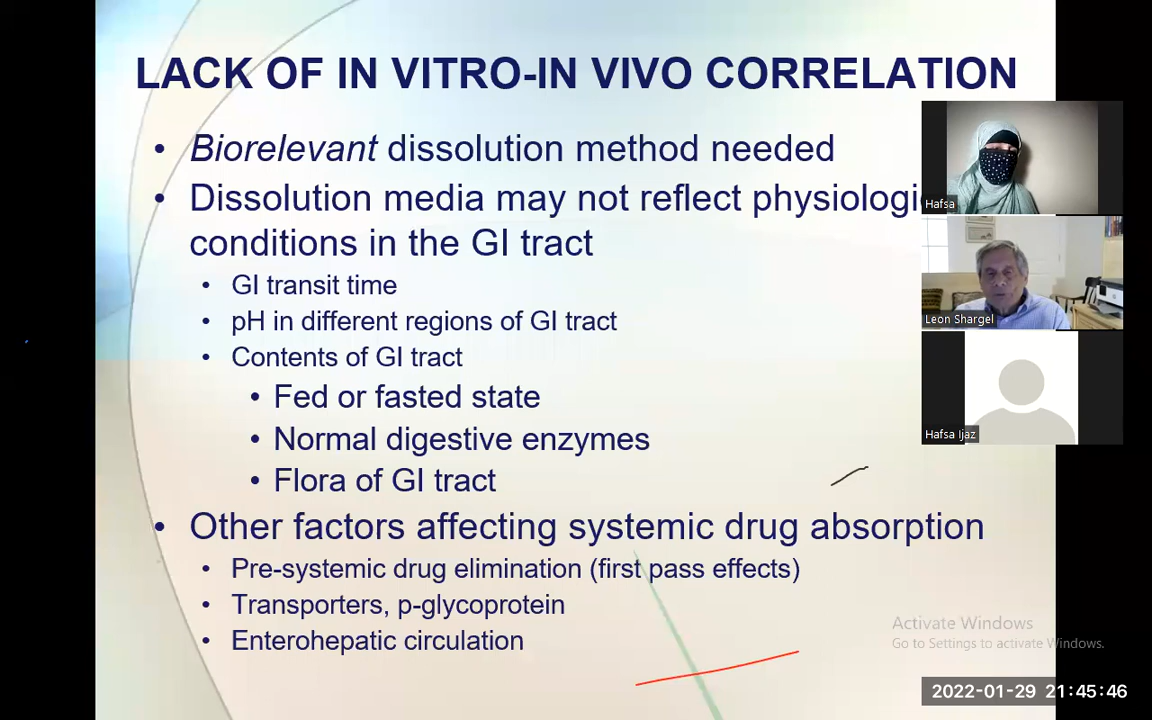 LACK OF IN VITRO-IN VIVO CORRELATION
• Biorelevant dissolution method needed
• Dissolution media may not reflect
conditions in the GI tract
• GI transit time
• pH in different regions of GI tract
• Contents of GI tract
• Fed or fasted state
• Normal digestive enzymes
• Flora of GI tract
• Other factors affecting systemic drug absorption
• Pre-systemic drug elimination (first pass effects)
• Transporters, p-glycoprotein
• Enterohepatic circulation
Hafsa
Leon Shargel
Hafsa Ijaz
Activate Windows
Go to Settings to activate Windows.
2022-01-29 21:45:46